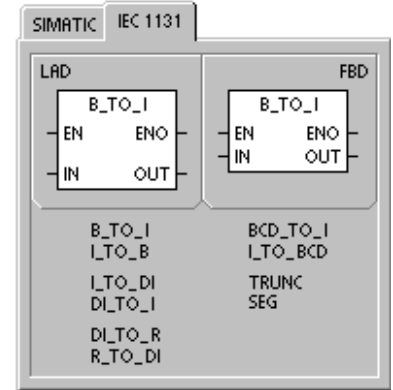 SIMATIC IEC 1131
LAD FBD
B_TO_I B_TO_I
EN ENO EN ENO
IN OUT IN OUT
B_TO_I BCD_TO_I
I_TO_B I_TO_BCD
I_TO_DI TRUNC
DI_TO_I SEG
DI_TO_R
R_TO_DI